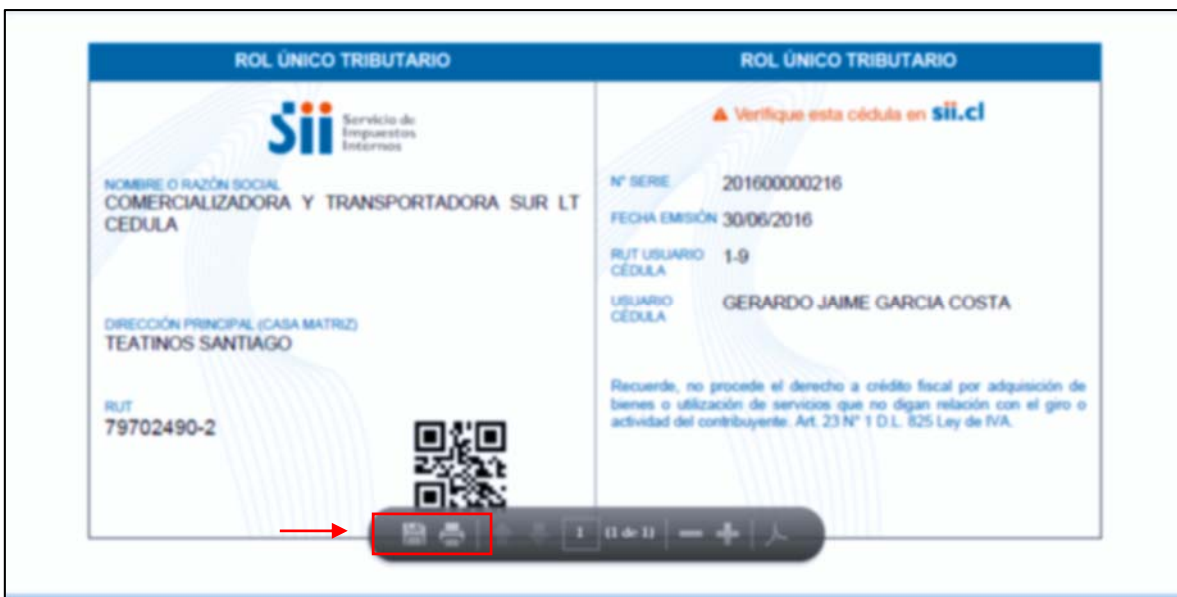 ROL ÚNICO TRIBUTARIO
sii Servicio de
Impuestos
Internos
NOMBRE O RAZÓN SOCIAL
COMERCIALIZADORA Y TRANSPORTADORA SUR LT
CEDULA
DIRECCIÓN PRINCIPAL (CASA MATRIZ)
TEATINOS SANTIAGO
RUT
79702490-2
ROL ÚNICO TRIBUTARIO
Verifique esta cédula en sii.cl
N° SERIE 201600000216
FECHA EMISIÓN 30/06/2016
RUT USUARIO 1-9
CÉDULA
USUARIO GERARDO JAIME GARCIA COSTA
CÉDULA
Recuerde, no procede el derecho a crédito fiscal por adquisición de
bienes o utilización de servicios que no digan relación con el giro o
actividad del contribuyente. Art. 23 N° 1 D.L. 825 Ley de IVA.
1 (1 de 1)